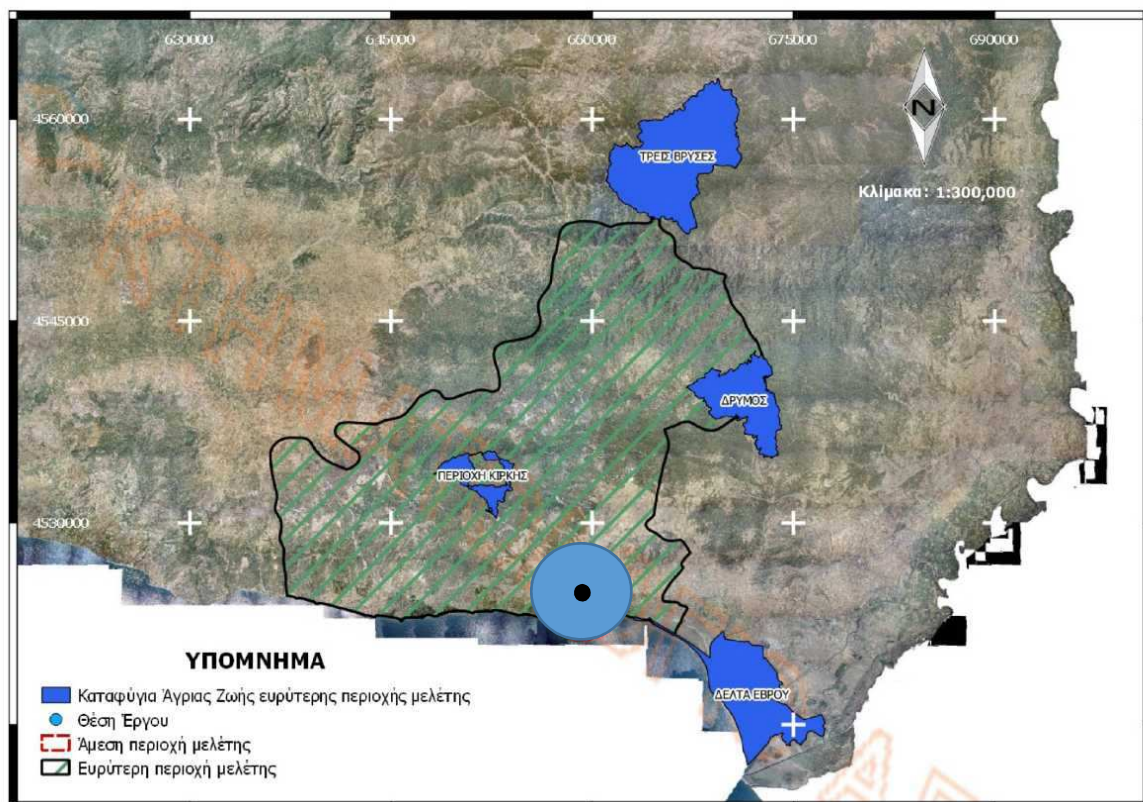 630000 645000 660000 675000 690000
4560000
ΤΡΕΙΣ ΒΡΥΣΕΣ
N
Κλίμακα: 1:300,000
4545000
ΔΡΥΜΟΣ
ΠΕΡΙΟΧΗ ΚΙΡΚΗΣ
4530000
ΔΕΛΤΑ ΕΒΡΟΥ
ΥΠΟΜΝΗΜΑ
Καταφύγια Άγριας Ζωής ευρύτερης περιοχής μελέτης
Θέση Έργου
Άμεση περιοχή μελέτης
Ευρύτερη περιοχή μελέτης